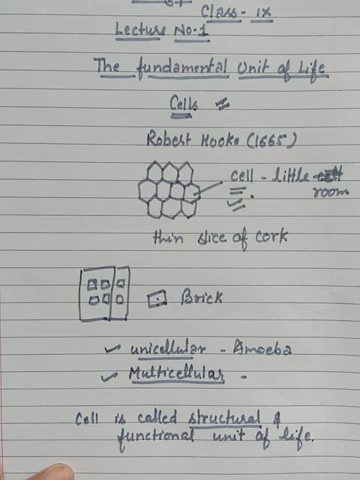 Class - IX
Lecture No.1
The fundamental Unit of Life
Cells
Robert Hooke (1665)
cell - little
room
thin slice of cork
Brick
unicellular - Amoeba
Multicellular -
Cell is called structural &
functional unit of life.